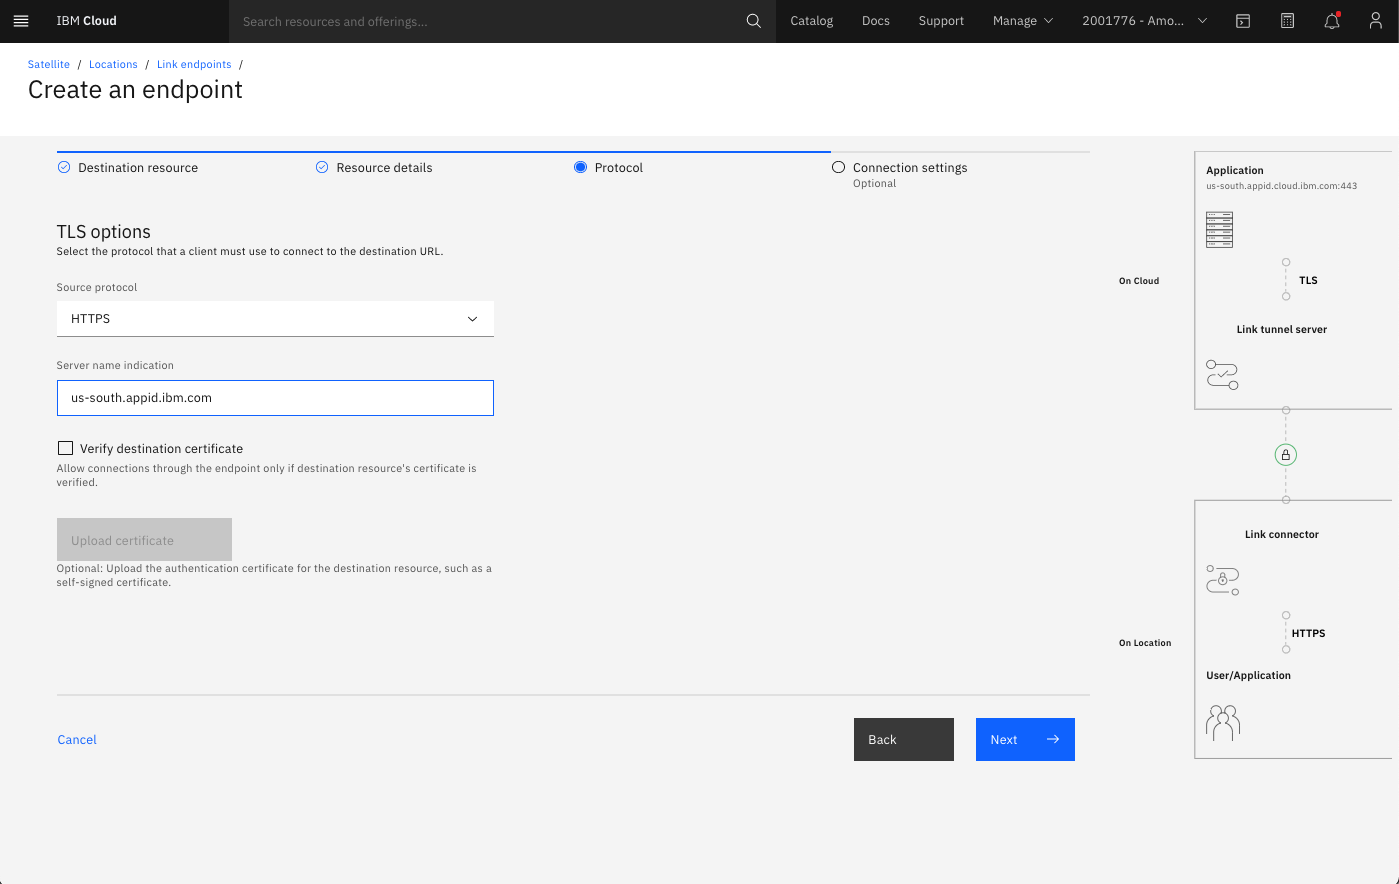 IBM Cloud
Search resources and offerings...
Catalog
Docs
Support
Manage
2001776 - Amo...
Satellite / Locations / Link endpoints /
Create an endpoint
Destination resource
Resource details
Protocol
Connection settings
Optional
TLS options
Select the protocol that a client must use to connect to the destination URL.
Source protocol
HTTPS
Server name indication
us-south.appid.ibm.com
Verify destination certificate
Allow connections through the endpoint only if destination resource's certificate is
verified.
Upload certificate
Optional: Upload the authentication certificate for the destination resource, such as a
self-signed certificate.
Cancel
Back
Next
On Cloud
Application
us-south.appid.cloud.ibm.com:443
TLS
Link tunnel server
On Location
Link connector
HTTPS
User/Application